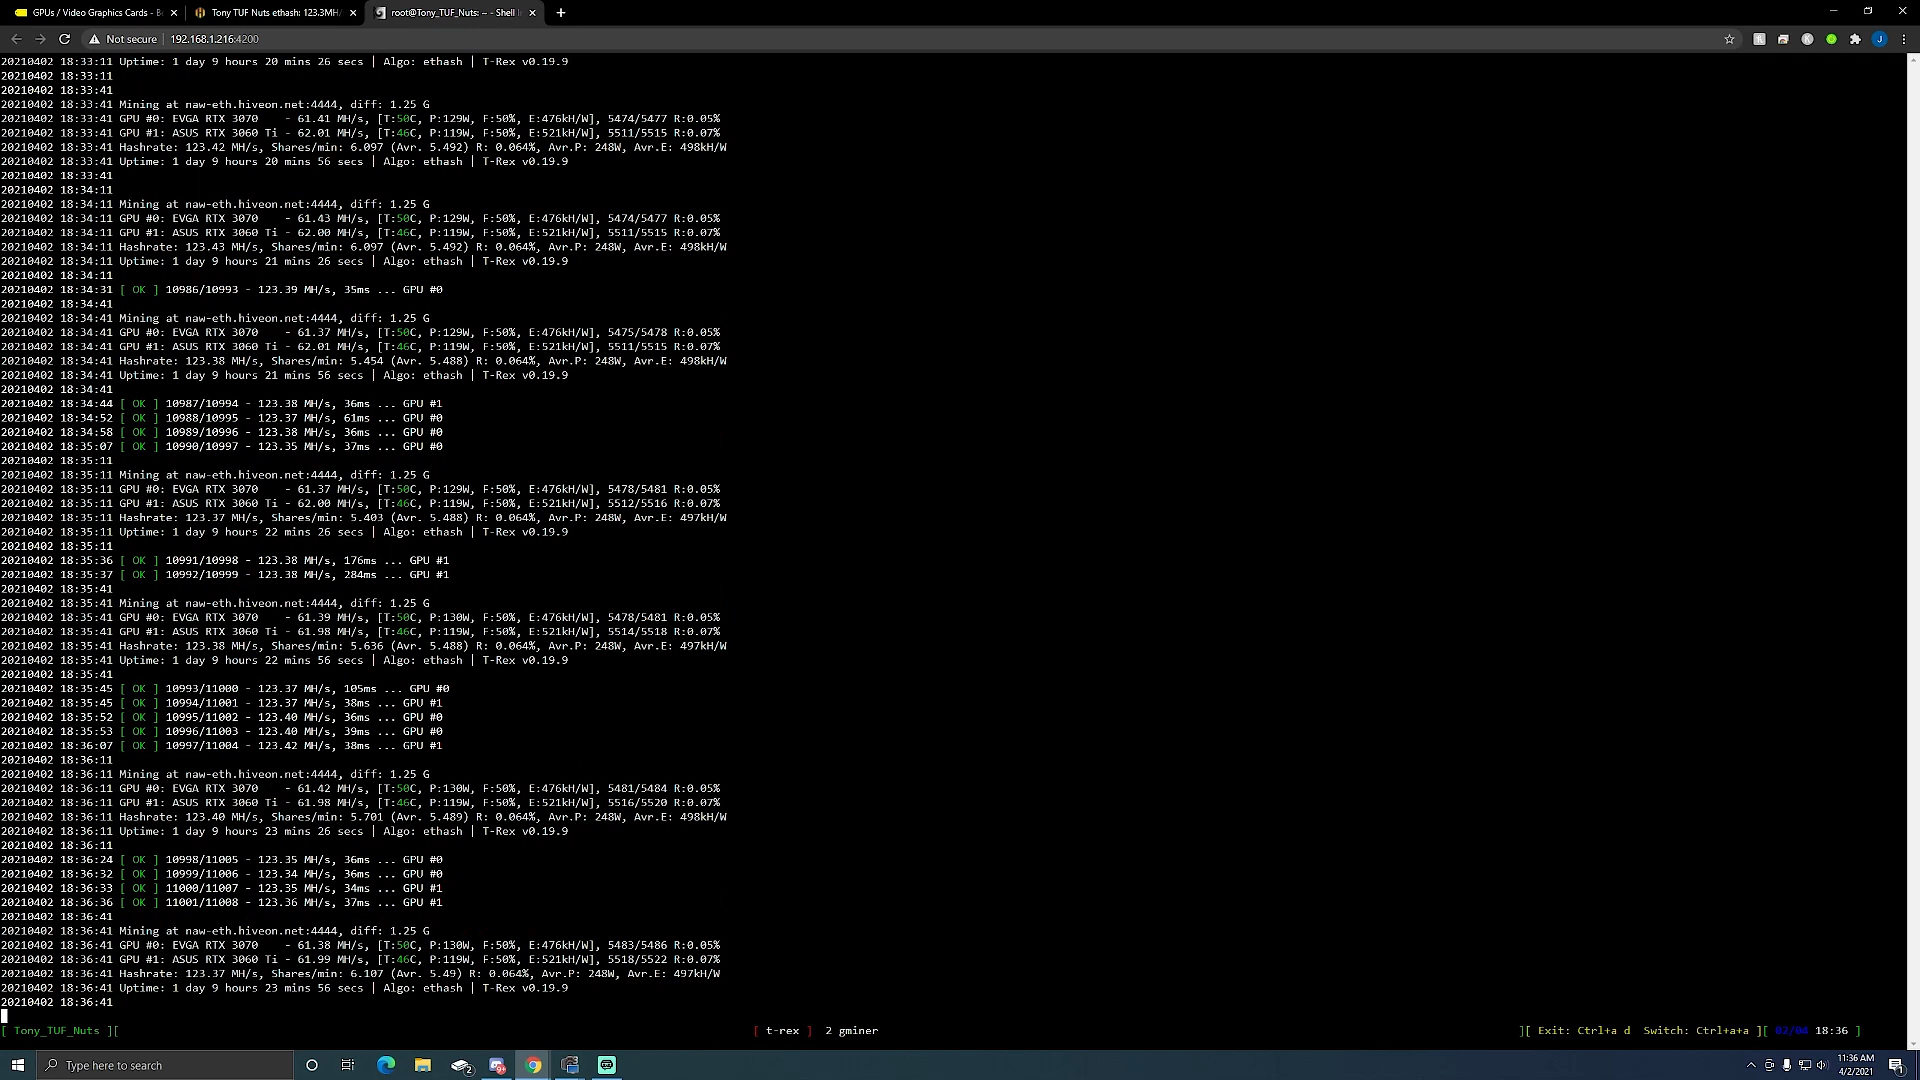 GPUs / Video Graphics Cards - Be
Tony TUF Nuts ethash: 123.3MH/
root@Tony_TUF_Nuts: ~ - Shell I
Not secure | 192.168.1.216:4200
20210402 18:33:11 Uptime: 1 day 9 hours 20 mins 26 secs | Algo: ethash | T-Rex v0.19.9
20210402 18:33:11
20210402 18:33:41
20210402 18:33:41 Mining at naw-eth.hiveon.net:4444, diff: 1.25 G
20210402 18:33:41 GPU #0: EVGA RTX 3070    - 61.41 MH/s, [T:50C, P:129W, F:50%, E:476kH/W], 5474/5477 R:0.05%
20210402 18:33:41 GPU #1: ASUS RTX 3060 Ti - 62.01 MH/s, [T:46C, P:119W, F:50%, E:521kH/W], 5511/5515 R:0.07%
20210402 18:33:41 Hashrate: 123.42 MH/s, Shares/min: 6.097 (Avr. 5.492) R: 0.064%, Avr.P: 248W, Avr.E: 498kH/W
20210402 18:33:41 Uptime: 1 day 9 hours 20 mins 56 secs | Algo: ethash | T-Rex v0.19.9
20210402 18:33:41
20210402 18:34:11
20210402 18:34:11 Mining at naw-eth.hiveon.net:4444, diff: 1.25 G
20210402 18:34:11 GPU #0: EVGA RTX 3070    - 61.43 MH/s, [T:50C, P:129W, F:50%, E:476kH/W], 5474/5477 R:0.05%
20210402 18:34:11 GPU #1: ASUS RTX 3060 Ti - 62.00 MH/s, [T:46C, P:119W, F:50%, E:521kH/W], 5511/5515 R:0.07%
20210402 18:34:11 Hashrate: 123.43 MH/s, Shares/min: 6.097 (Avr. 5.492) R: 0.064%, Avr.P: 248W, Avr.E: 498kH/W
20210402 18:34:11 Uptime: 1 day 9 hours 21 mins 26 secs | Algo: ethash | T-Rex v0.19.9
20210402 18:34:11
20210402 18:34:31 [ OK ] 10986/10993 - 123.39 MH/s, 35ms ... GPU #0
20210402 18:34:41
20210402 18:34:41 Mining at naw-eth.hiveon.net:4444, diff: 1.25 G
20210402 18:34:41 GPU #0: EVGA RTX 3070    - 61.37 MH/s, [T:50C, P:129W, F:50%, E:476kH/W], 5475/5478 R:0.05%
20210402 18:34:41 GPU #1: ASUS RTX 3060 Ti - 62.01 MH/s, [T:46C, P:119W, F:50%, E:521kH/W], 5511/5515 R:0.07%
20210402 18:34:41 Hashrate: 123.38 MH/s, Shares/min: 5.454 (Avr. 5.488) R: 0.064%, Avr.P: 248W, Avr.E: 498kH/W
20210402 18:34:41 Uptime: 1 day 9 hours 21 mins 56 secs | Algo: ethash | T-Rex v0.19.9
20210402 18:34:41
20210402 18:34:44 [ OK ] 10987/10994 - 123.38 MH/s, 36ms ... GPU #1
20210402 18:34:52 [ OK ] 10988/10995 - 123.37 MH/s, 61ms ... GPU #0
20210402 18:34:58 [ OK ] 10989/10996 - 123.38 MH/s, 36ms ... GPU #0
20210402 18:35:07 [ OK ] 10990/10997 - 123.35 MH/s, 37ms ... GPU #0
20210402 18:35:11
20210402 18:35:11 Mining at naw-eth.hiveon.net:4444, diff: 1.25 G
20210402 18:35:11 GPU #0: EVGA RTX 3070    - 61.37 MH/s, [T:50C, P:129W, F:50%, E:476kH/W], 5478/5481 R:0.05%
20210402 18:35:11 GPU #1: ASUS RTX 3060 Ti - 62.00 MH/s, [T:46C, P:119W, F:50%, E:521kH/W], 5512/5516 R:0.07%
20210402 18:35:11 Hashrate: 123.37 MH/s, Shares/min: 5.403 (Avr. 5.488) R: 0.064%, Avr.P: 248W, Avr.E: 497kH/W
20210402 18:35:11 Uptime: 1 day 9 hours 22 mins 26 secs | Algo: ethash | T-Rex v0.19.9
20210402 18:35:11
20210402 18:35:36 [ OK ] 10991/10998 - 123.38 MH/s, 176ms ... GPU #1
20210402 18:35:37 [ OK ] 10992/10999 - 123.38 MH/s, 284ms ... GPU #1
20210402 18:35:41
20210402 18:35:41 Mining at naw-eth.hiveon.net:4444, diff: 1.25 G
20210402 18:35:41 GPU #0: EVGA RTX 3070    - 61.39 MH/s, [T:50C, P:130W, F:50%, E:476kH/W], 5478/5481 R:0.05%
20210402 18:35:41 GPU #1: ASUS RTX 3060 Ti - 61.98 MH/s, [T:46C, P:119W, F:50%, E:521kH/W], 5514/5518 R:0.07%
20210402 18:35:41 Hashrate: 123.38 MH/s, Shares/min: 5.636 (Avr. 5.488) R: 0.064%, Avr.P: 248W, Avr.E: 497kH/W
20210402 18:35:41 Uptime: 1 day 9 hours 22 mins 56 secs | Algo: ethash | T-Rex v0.19.9
20210402 18:35:41
20210402 18:35:45 [ OK ] 10993/11000 - 123.37 MH/s, 105ms ... GPU #0
20210402 18:35:45 [ OK ] 10994/11001 - 123.37 MH/s, 38ms ... GPU #1
20210402 18:35:52 [ OK ] 10995/11002 - 123.40 MH/s, 36ms ... GPU #0
20210402 18:35:53 [ OK ] 10996/11003 - 123.40 MH/s, 39ms ... GPU #0
20210402 18:36:07 [ OK ] 10997/11004 - 123.42 MH/s, 38ms ... GPU #1
20210402 18:36:11
20210402 18:36:11 Mining at naw-eth.hiveon.net:4444, diff: 1.25 G
20210402 18:36:11 GPU #0: EVGA RTX 3070    - 61.42 MH/s, [T:50C, P:130W, F:50%, E:476kH/W], 5481/5484 R:0.05%
20210402 18:36:11 GPU #1: ASUS RTX 3060 Ti - 61.98 MH/s, [T:46C, P:119W, F:50%, E:521kH/W], 5516/5520 R:0.07%
20210402 18:36:11 Hashrate: 123.40 MH/s, Shares/min: 5.701 (Avr. 5.489) R: 0.064%, Avr.P: 248W, Avr.E: 498kH/W
20210402 18:36:11 Uptime: 1 day 9 hours 23 mins 26 secs | Algo: ethash | T-Rex v0.19.9
20210402 18:36:11
20210402 18:36:24 [ OK ] 10998/11005 - 123.35 MH/s, 36ms ... GPU #0
20210402 18:36:32 [ OK ] 10999/11006 - 123.34 MH/s, 36ms ... GPU #0
20210402 18:36:33 [ OK ] 11000/11007 - 123.35 MH/s, 34ms ... GPU #1
20210402 18:36:36 [ OK ] 11001/11008 - 123.36 MH/s, 37ms ... GPU #1
20210402 18:36:41
20210402 18:36:41 Mining at naw-eth.hiveon.net:4444, diff: 1.25 G
20210402 18:36:41 GPU #0: EVGA RTX 3070    - 61.38 MH/s, [T:50C, P:130W, F:50%, E:476kH/W], 5483/5486 R:0.05%
20210402 18:36:41 GPU #1: ASUS RTX 3060 Ti - 61.99 MH/s, [T:46C, P:119W, F:50%, E:521kH/W], 5518/5522 R:0.07%
20210402 18:36:41 Hashrate: 123.37 MH/s, Shares/min: 6.107 (Avr. 5.49) R: 0.064%, Avr.P: 248W, Avr.E: 497kH/W
20210402 18:36:41 Uptime: 1 day 9 hours 23 mins 56 secs | Algo: ethash | T-Rex v0.19.9
20210402 18:36:41
[ Tony_TUF_Nuts ][ [ t-rex ] 2 gminer ][ Exit: Ctrl+a d Switch: Ctrl+a+a ][ 02/04 18:36 ]
Type here to search
11:36 AM
4/2/2021